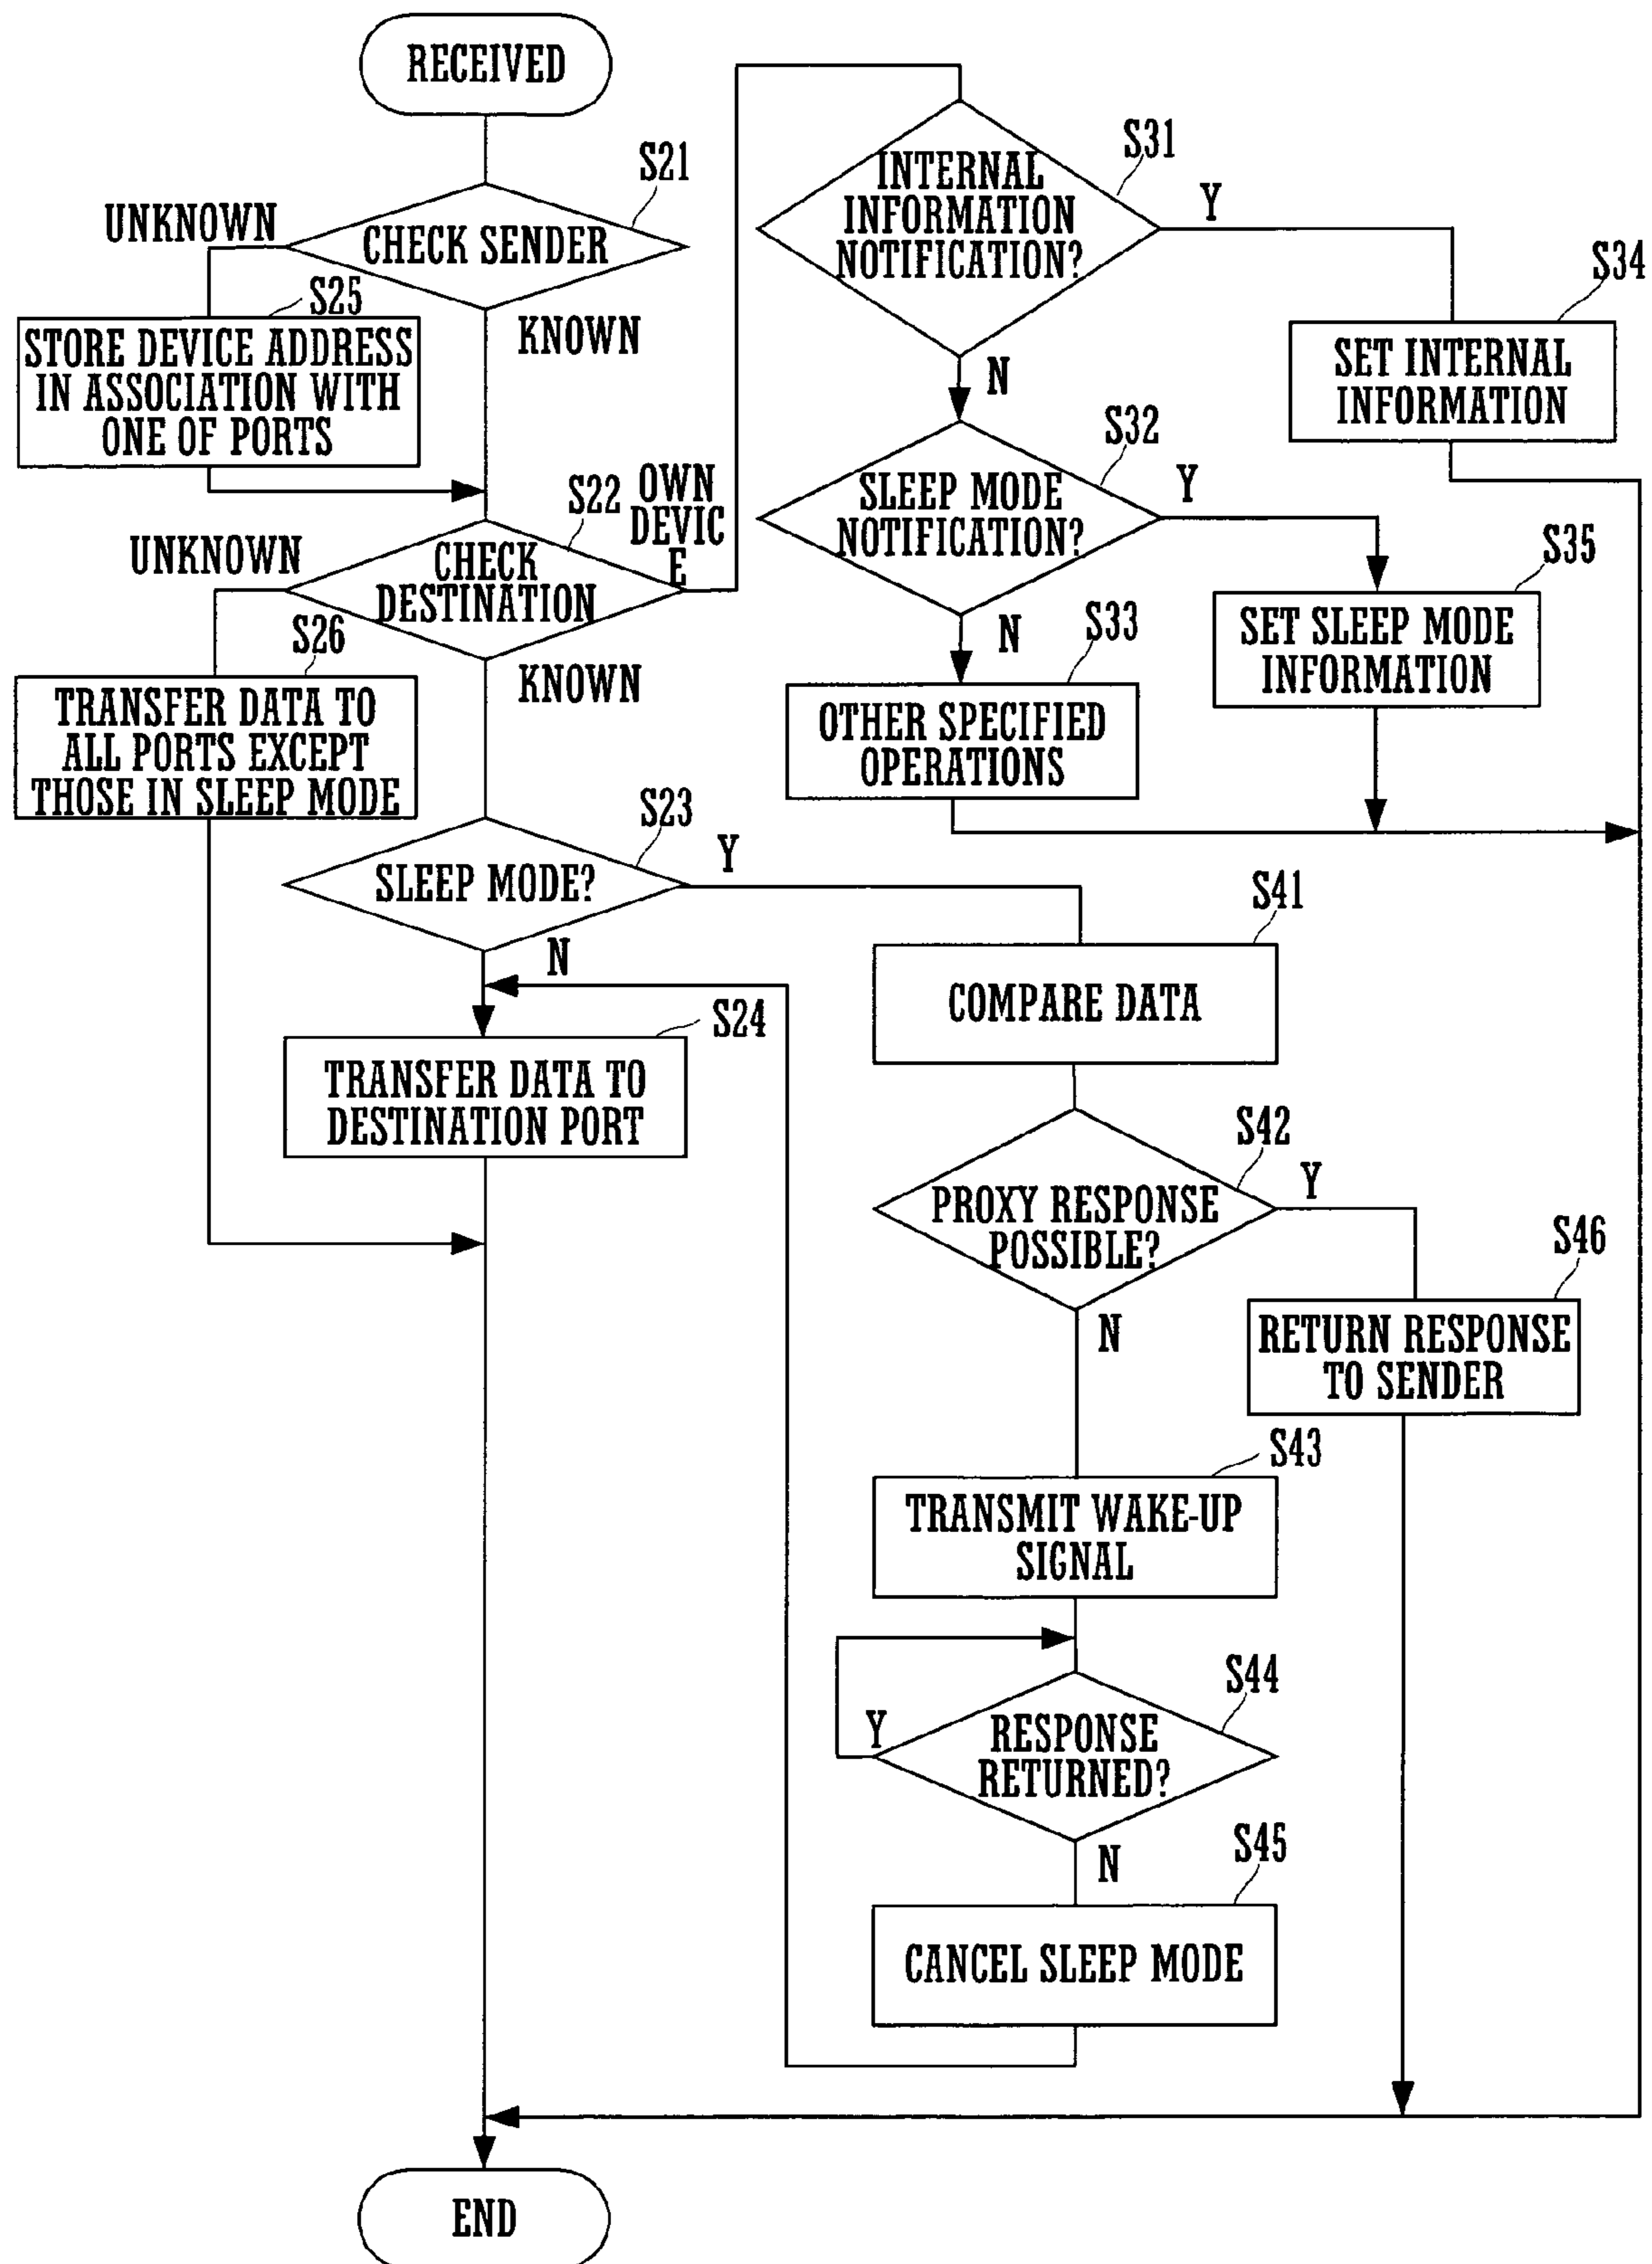 RECEIVED
S21
UNKNOWN
CHECK SENDER
S25
KNOWN
STORE DEVICE ADDRESS
IN ASSOCIATION WITH
ONE OF PORTS
S22
OWN
DEVIC
E
UNKNOWN
CHECK
DESTINATION
S26
KNOWN
TRANSFER DATA TO
ALL PORTS EXCEPT
THOSE IN SLEEP MODE
S23
Y
SLEEP MODE?
N
S24
TRANSFER DATA TO
DESTINATION PORT
S31
INTERNAL
INFORMATION
NOTIFICATION?
Y
S34
SET INTERNAL
INFORMATION
N
S32
SLEEP MODE
NOTIFICATION?
Y
S35
SET SLEEP MODE
INFORMATION
N
S33
OTHER SPECIFIED
OPERATIONS
S41
COMPARE DATA
S42
PROXY RESPONSE
POSSIBLE?
Y
S46
RETURN RESPONSE
TO SENDER
N
S43
TRANSMIT WAKE-UP
SIGNAL
S44
Y
RESPONSE
RETURNED?
N
S45
CANCEL SLEEP MODE
END